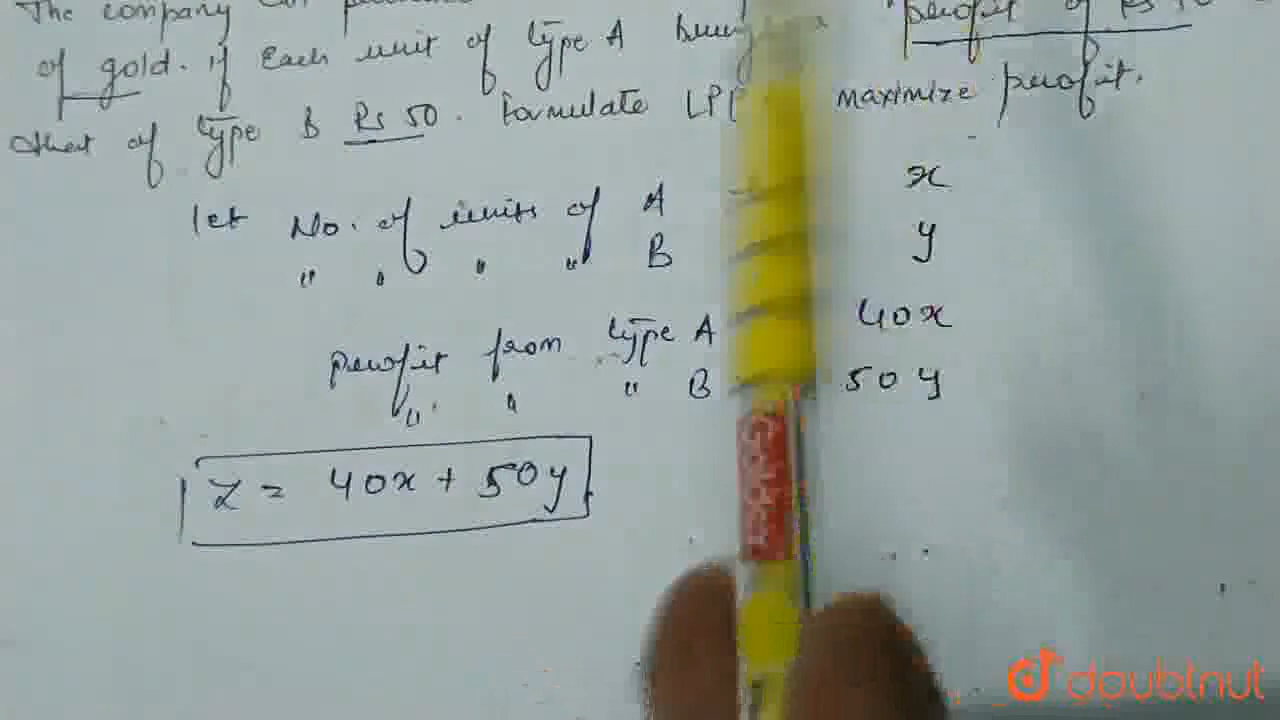 The company
of gold. if Each unit of type A profit of Rs
that of type B Rs 50. Formulate LP maximize profit.
let No. of units of A x
" " " " B y
profit from type A 40x
" " " B 50y
Z = 40x + 50y
doubtnut